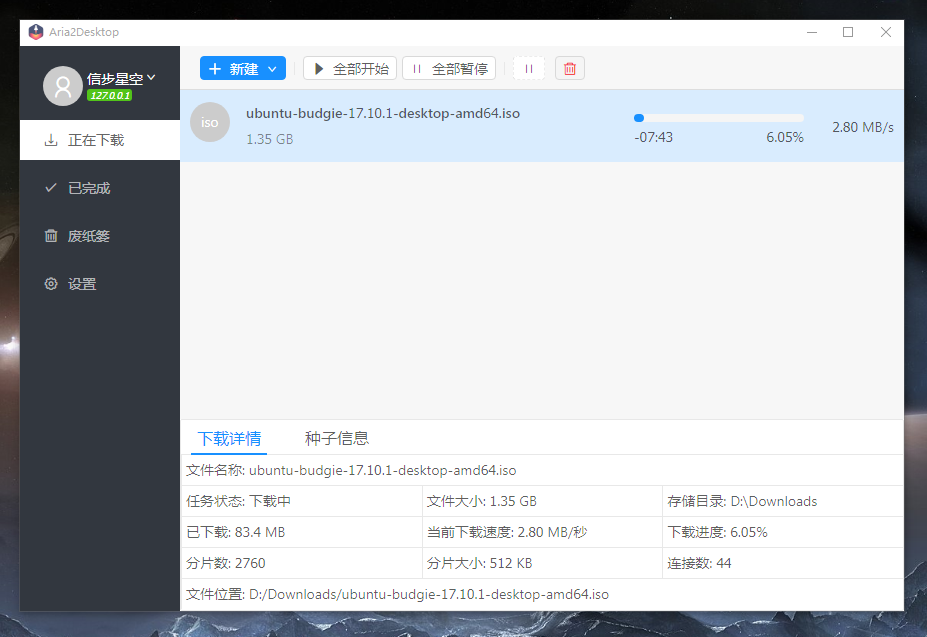 Aria2Desktop
信步星空
127.0.0.1
正在下载
已完成
废纸篓
设置
新建
全部开始
全部暂停
iso
ubuntu-budgie-17.10.1-desktop-amd64.iso
1.35 GB
-07:43
6.05%
2.80 MB/s
下载详情
种子信息
文件名称: ubuntu-budgie-17.10.1-desktop-amd64.iso
任务状态: 下载中
文件大小: 1.35 GB
存储目录: D:\Downloads
已下载: 83.4 MB
当前下载速度: 2.80 MB/秒
下载进度: 6.05%
分片数: 2760
分片大小: 512 KB
连接数: 44
文件位置: D:/Downloads/ubuntu-budgie-17.10.1-desktop-amd64.iso